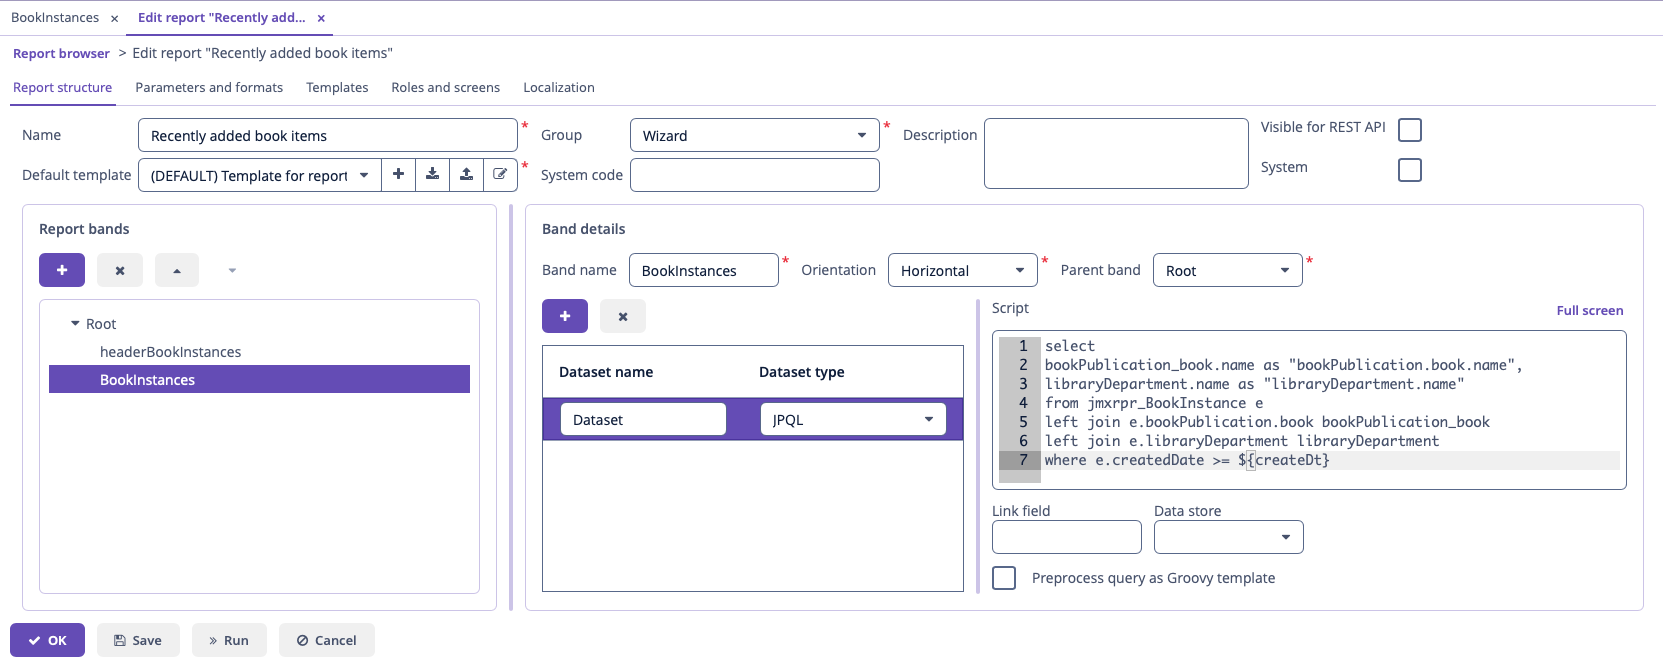 BookInstances × Edit report "Recently add... ×
Report browser > Edit report "Recently added book items"
Report structure Parameters and formats Templates Roles and screens Localization
Name Recently added book items * Group Wizard * Description Visible for REST API
Default template (DEFAULT) Template for report * System code System
Report bands
Root
headerBookInstances
BookInstances
Band details
Band name BookInstances * Orientation Horizontal * Parent band Root *
Dataset name Dataset type
Dataset JPQL
Script Full screen
1 select
2 bookPublication_book.name as "bookPublication.book.name",
3 libraryDepartment.name as "libraryDepartment.name"
4 from jmxrpr_BookInstance e
5 left join e.bookPublication.book bookPublication_book
6 left join e.libraryDepartment libraryDepartment
7 where e.createdDate >= ${createDt}
Link field Data store
Preprocess query as Groovy template
OK Save Run Cancel